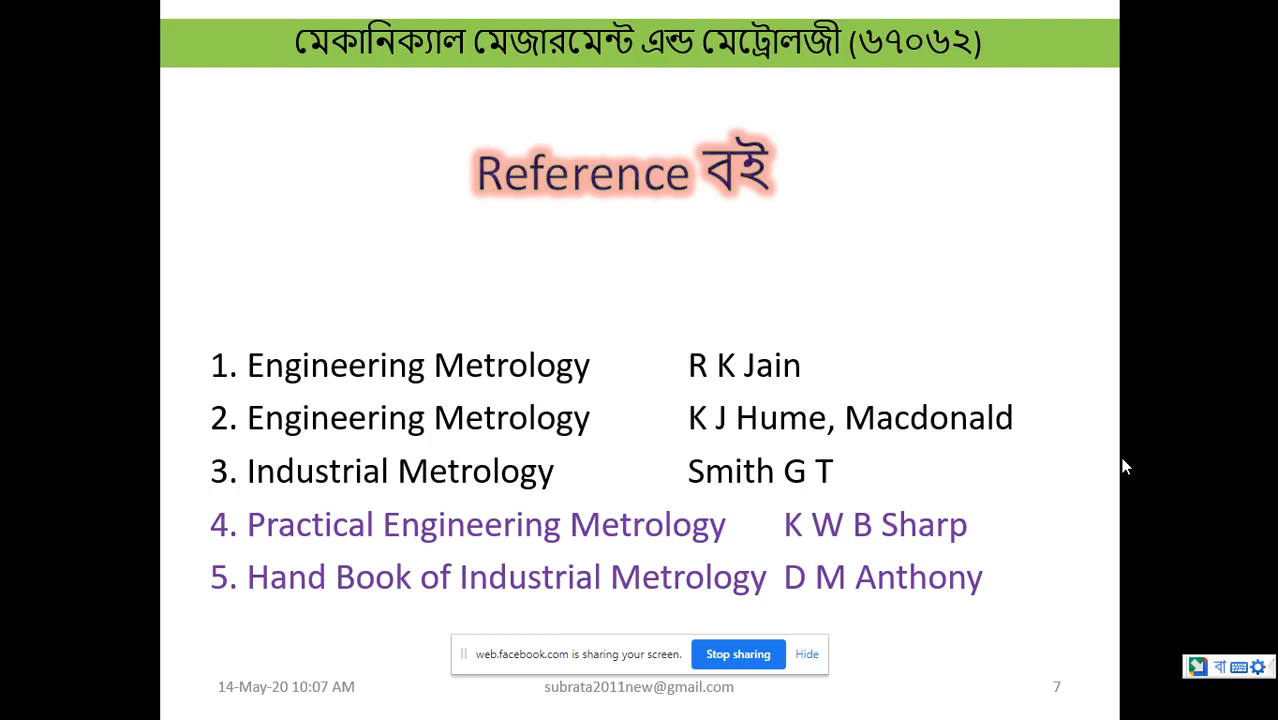 মেকানিক্যাল মেজারমেন্ট এন্ড মেট্রোলজী (৬৭০৬২)
Reference বই
1. Engineering Metrology R K Jain
2. Engineering Metrology K J Hume, Macdonald
3. Industrial Metrology Smith G T
4. Practical Engineering Metrology K W B Sharp
5. Hand Book of Industrial Metrology D M Anthony
web.facebook.com is sharing your screen. Stop sharing Hide
বা
14-May-20 10:07 AM subrata2011new@gmail.com 7